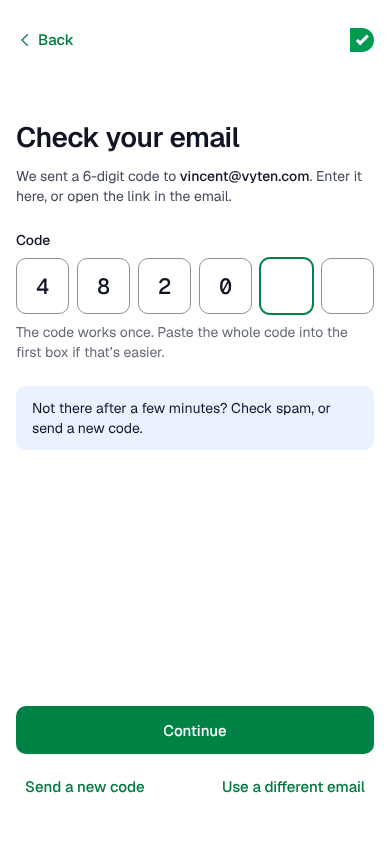 Back
Check your email
We sent a 6-digit code to vincent@vyten.com. Enter it
here, or open the link in the email.
Code
4 8 2 0
The code works once. Paste the whole code into the
first box if that’s easier.
Not there after a few minutes? Check spam, or
send a new code.
Continue
Send a new code Use a different email